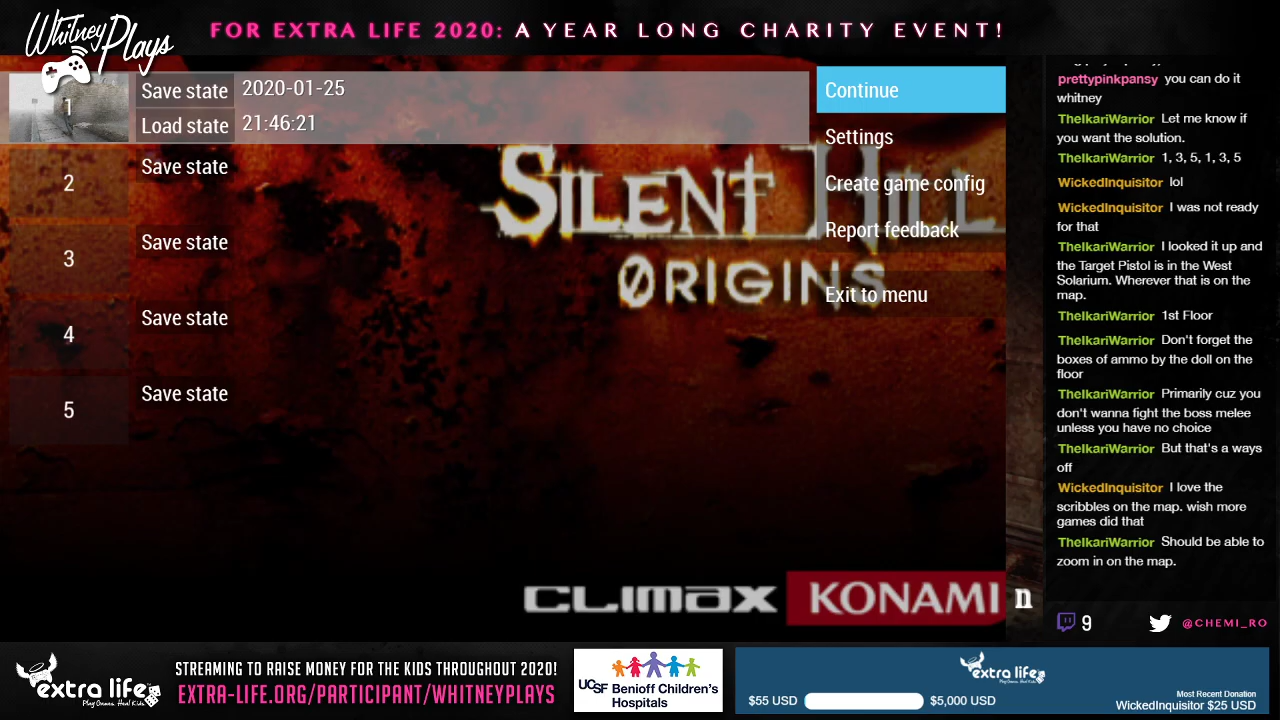 Whitney Plays
FOR EXTRA LIFE 2020: A YEAR LONG CHARITY EVENT!
1
Save state
2020-01-25
Load state
21:46:21
2
Save state
3
Save state
4
Save state
5
Save state
Continue
Settings
Create game config
Report feedback
Exit to menu
SILENT HILL
ORIGINS
CLIMAX
KONAMI
n
prettypinkpansy you can do it
whitney
TheIkariWarrior Let me know if
you want the solution.
TheIkariWarrior 1, 3, 5, 1, 3, 5
WickedInquisitor lol
WickedInquisitor I was not ready
for that
TheIkariWarrior I looked it up and
the Target Pistol is in the West
Solarium. Wherever that is on the
map.
TheIkariWarrior 1st Floor
TheIkariWarrior Don't forget the
boxes of ammo by the doll on the
floor
TheIkariWarrior Primarily cuz you
don't wanna fight the boss melee
unless you have no choice
TheIkariWarrior But that's a ways
off
WickedInquisitor I love the
scribbles on the map. wish more
games did that
TheIkariWarrior Should be able to
zoom in on the map.
9
@CHEMI_RO
extra life
Play Games. Heal Kids.
STREAMING TO RAISE MONEY FOR THE KIDS THROUGHOUT 2020!
EXTRA-LIFE.ORG/PARTICIPANT/WHITNEYPLAYS
UCSF Benioff Children's
Hospitals
extra life
Play Games. Heal Kids.
$55 USD
$5,000 USD
Most Recent Donation
WickedInquisitor $25 USD